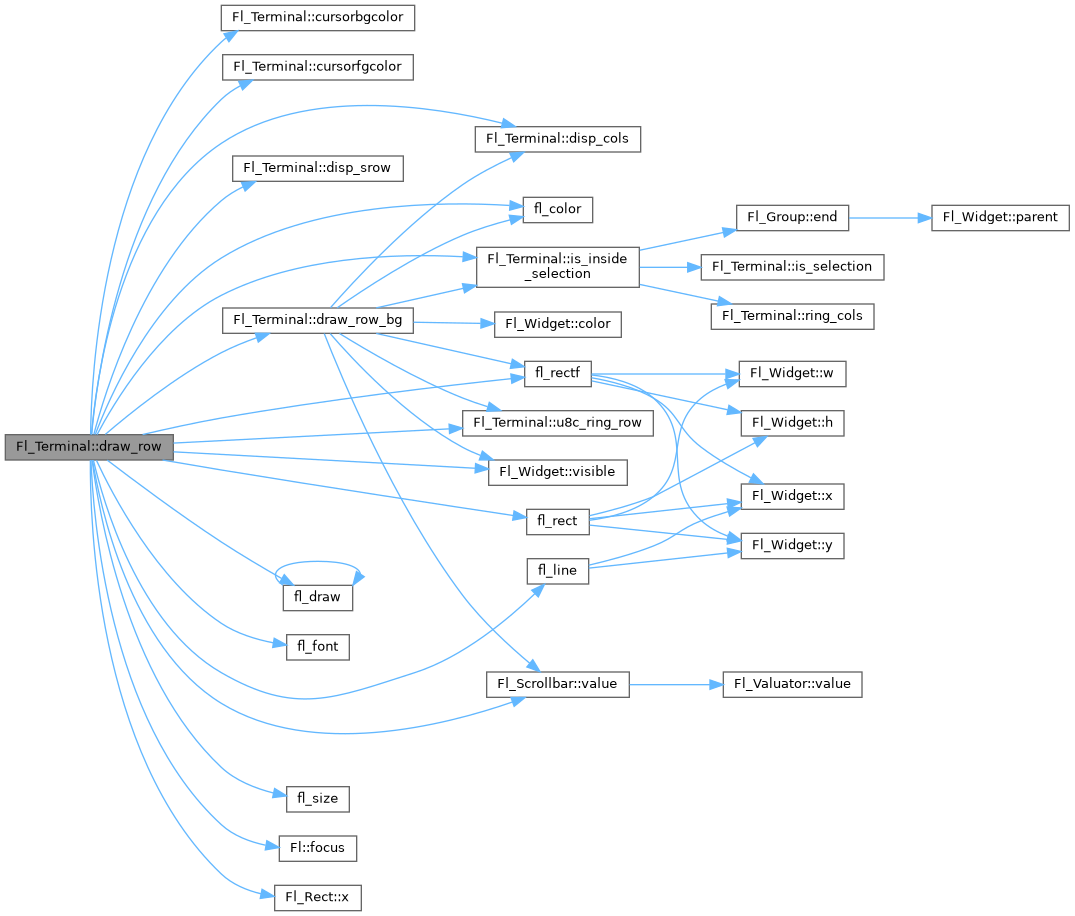 Fl_Terminal::draw_row
Fl_Terminal::cursorbgcolor
Fl_Terminal::cursorfgcolor
Fl_Terminal::disp_cols
Fl_Terminal::disp_srow
fl_color
Fl_Terminal::is_inside
_selection
Fl_Group::end
Fl_Widget::parent
Fl_Terminal::is_selection
Fl_Terminal::ring_cols
Fl_Terminal::draw_row_bg
Fl_Widget::color
fl_rectf
Fl_Widget::w
Fl_Widget::h
Fl_Terminal::u8c_ring_row
Fl_Widget::visible
Fl_Widget::x
fl_rect
Fl_Widget::y
fl_line
fl_draw
fl_font
Fl_Scrollbar::value
Fl_Valuator::value
fl_size
Fl::focus
Fl_Rect::x